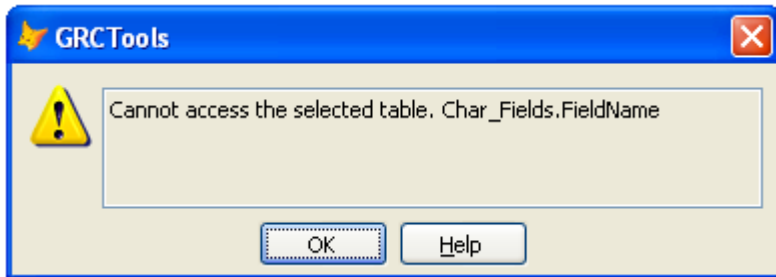 GRCTools
Cannot access the selected table. Char_Fields.FieldName
OK
Help